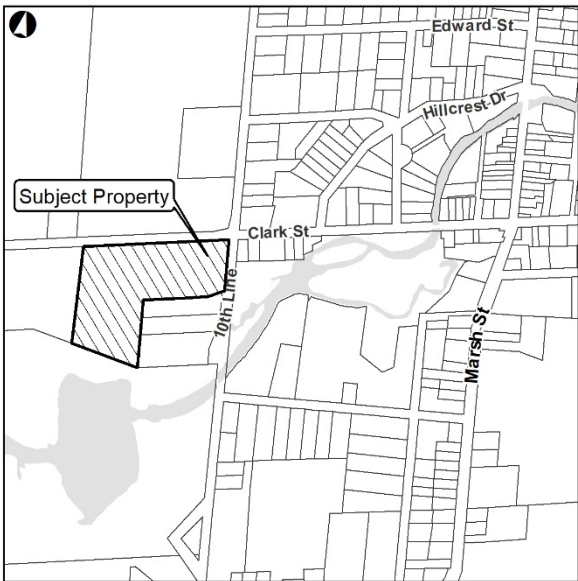 Edward St
Hillcrest Dr
Subject Property
Clark St
10th Line
Marsh St